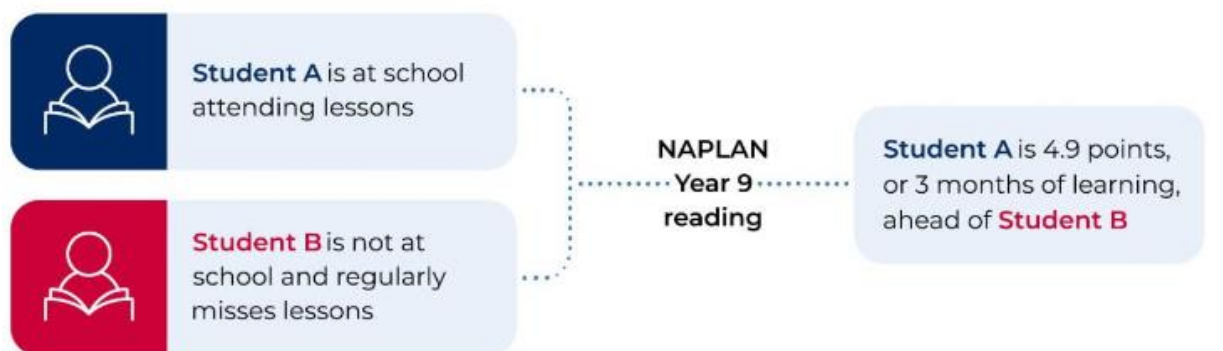 Student A is at school
attending lessons
Student B is not at
school and regularly
misses lessons
NAPLAN
Year 9
reading
Student A is 4.9 points,
or 3 months of learning,
ahead of Student B